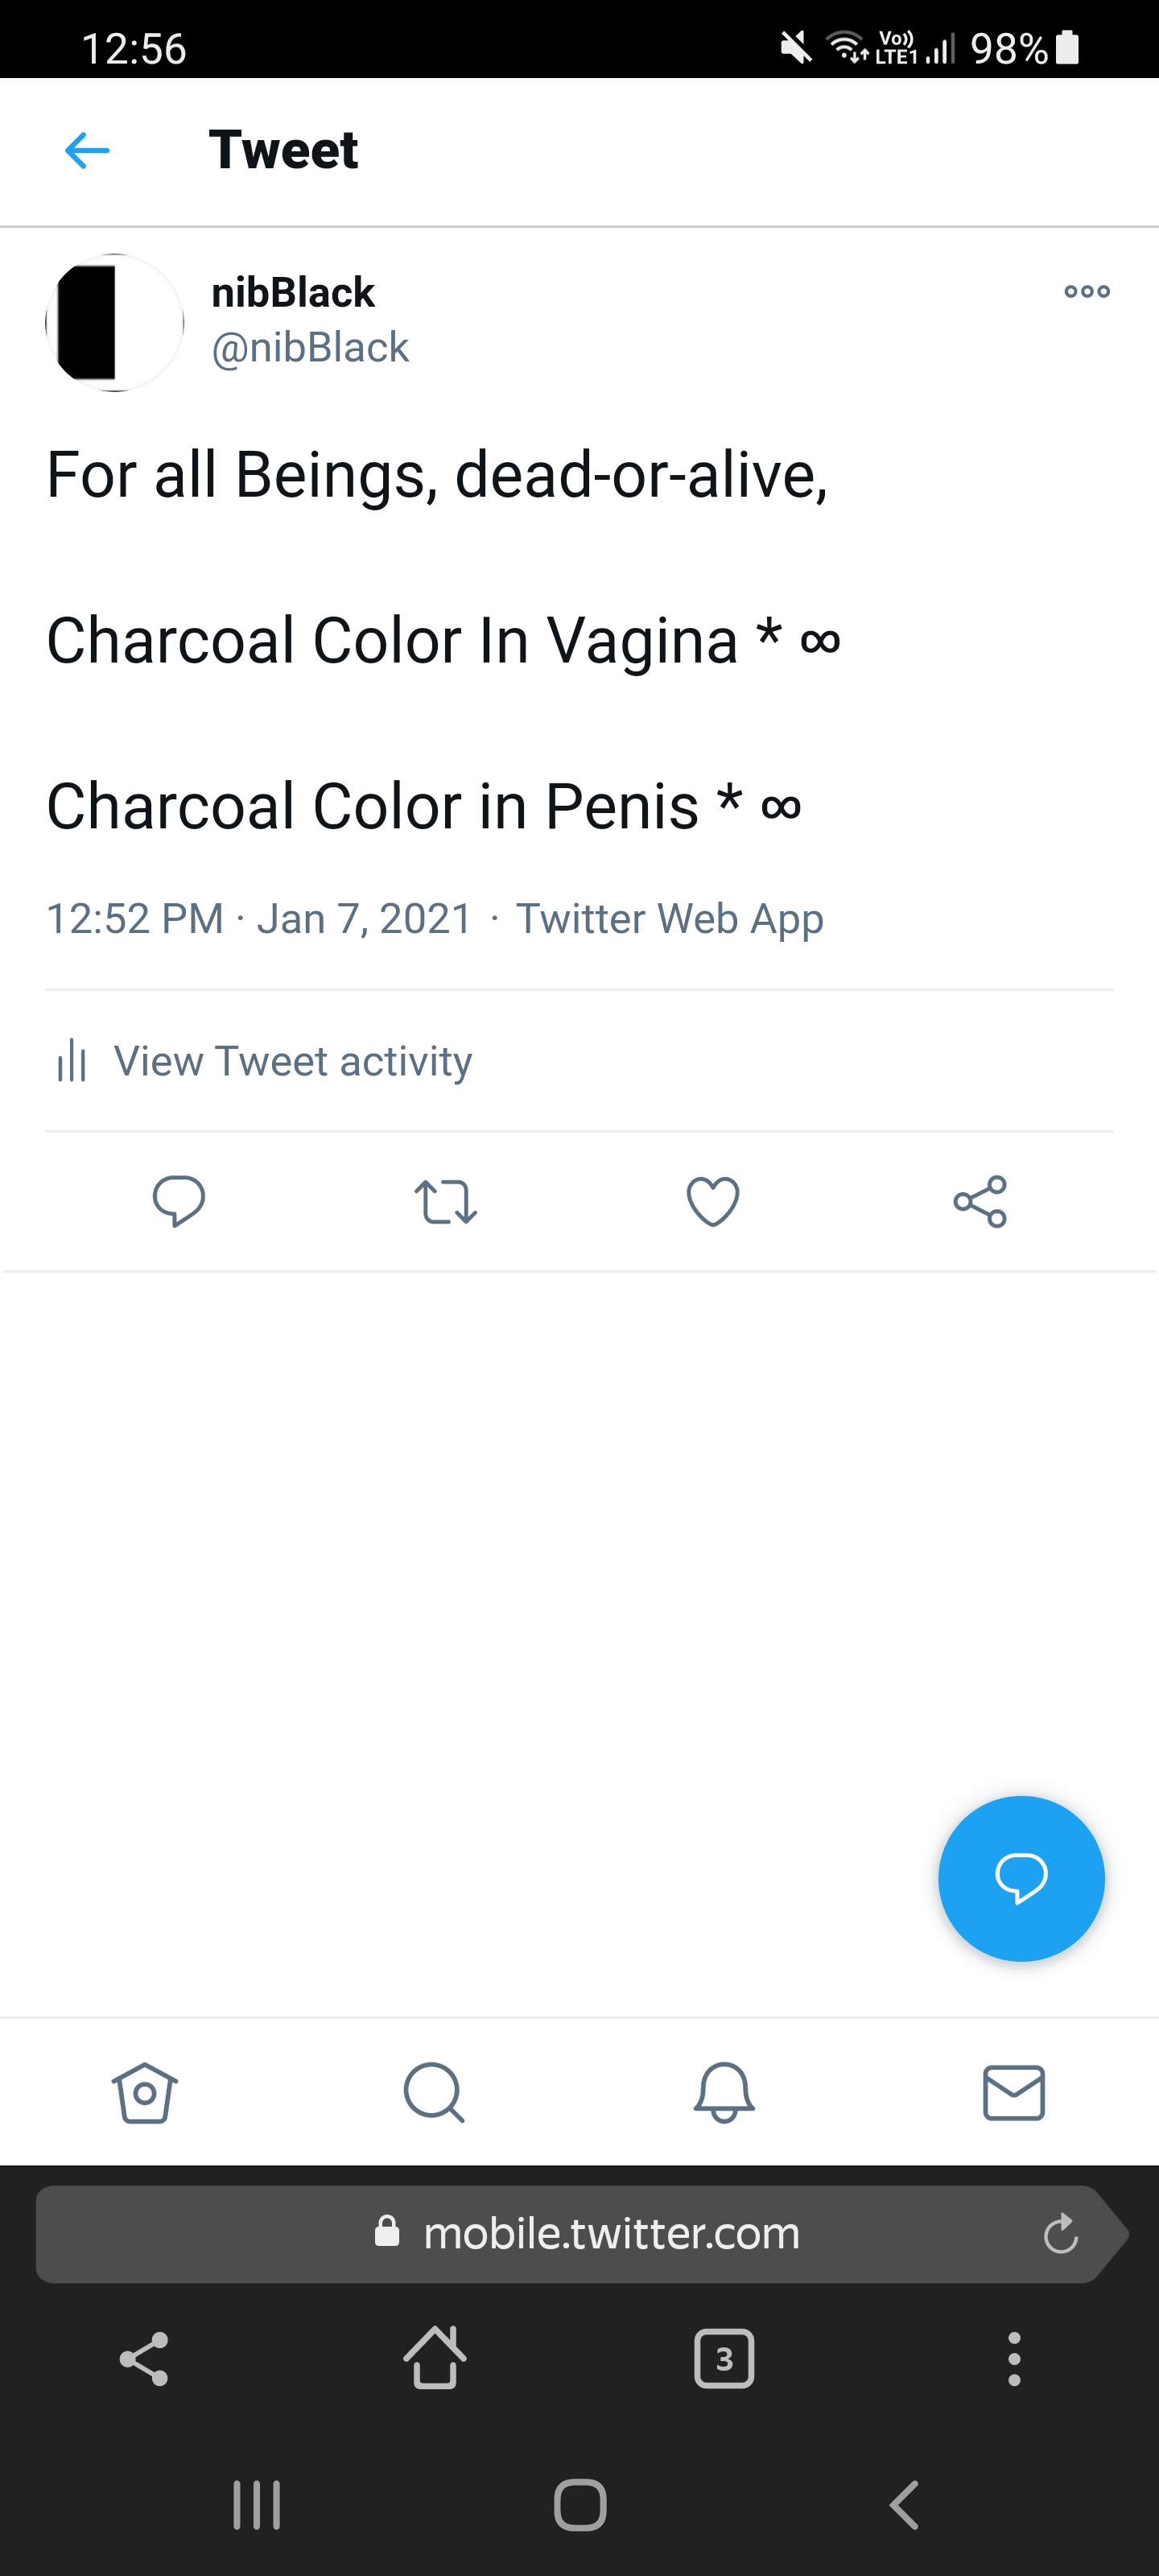 12:56 Vo)) LTE1 98%
Tweet
nibBlack
@nibBlack
For all Beings, dead-or-alive,
Charcoal Color In Vagina * ∞
Charcoal Color in Penis * ∞
12:52 PM · Jan 7, 2021 · Twitter Web App
View Tweet activity
mobile.twitter.com
3